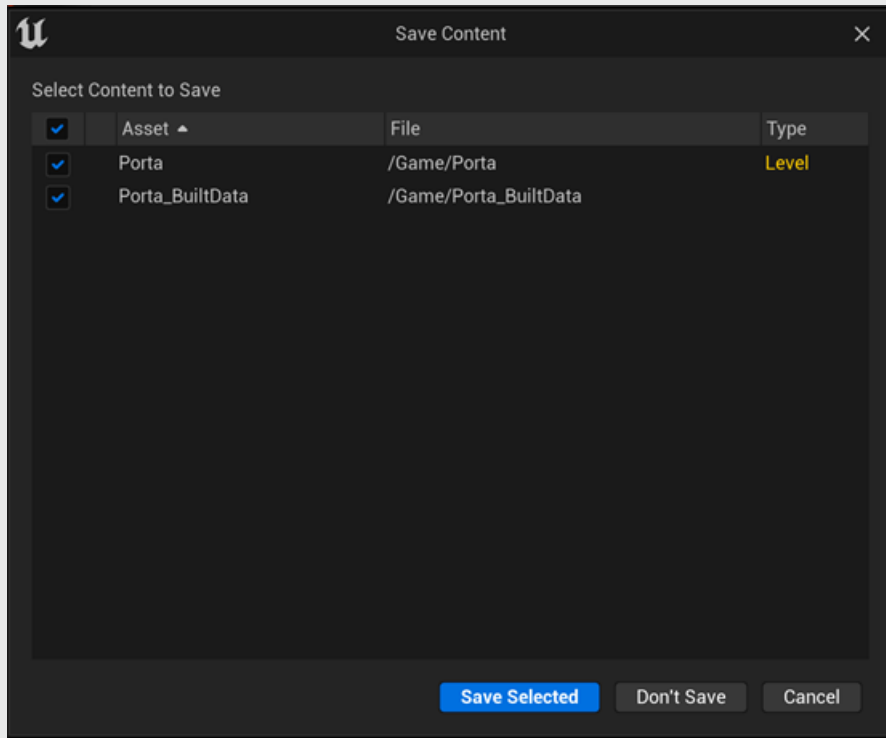 Save Content
Select Content to Save
Asset File Type
Porta /Game/Porta Level
Porta_BuiltData /Game/Porta_BuiltData
Save Selected Don't Save Cancel